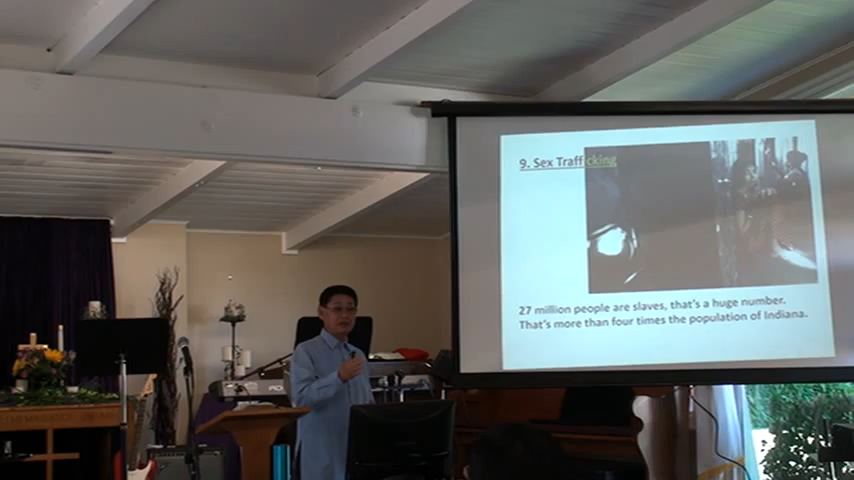 9. Sex Trafficking
27 million people are slaves, that's a huge number.
That's more than four times the population of Indiana.